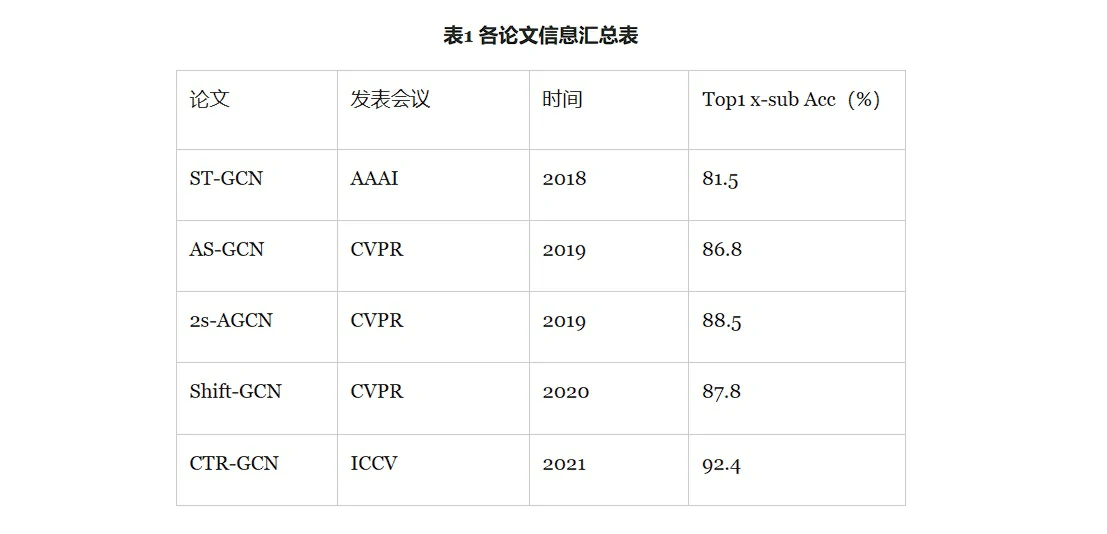 表1 各论文信息汇总表
论文 发表会议 时间 Top1 x-sub Acc（%）
ST-GCN AAAI 2018 81.5
AS-GCN CVPR 2019 86.8
2s-AGCN CVPR 2019 88.5
Shift-GCN CVPR 2020 87.8
CTR-GCN ICCV 2021 92.4